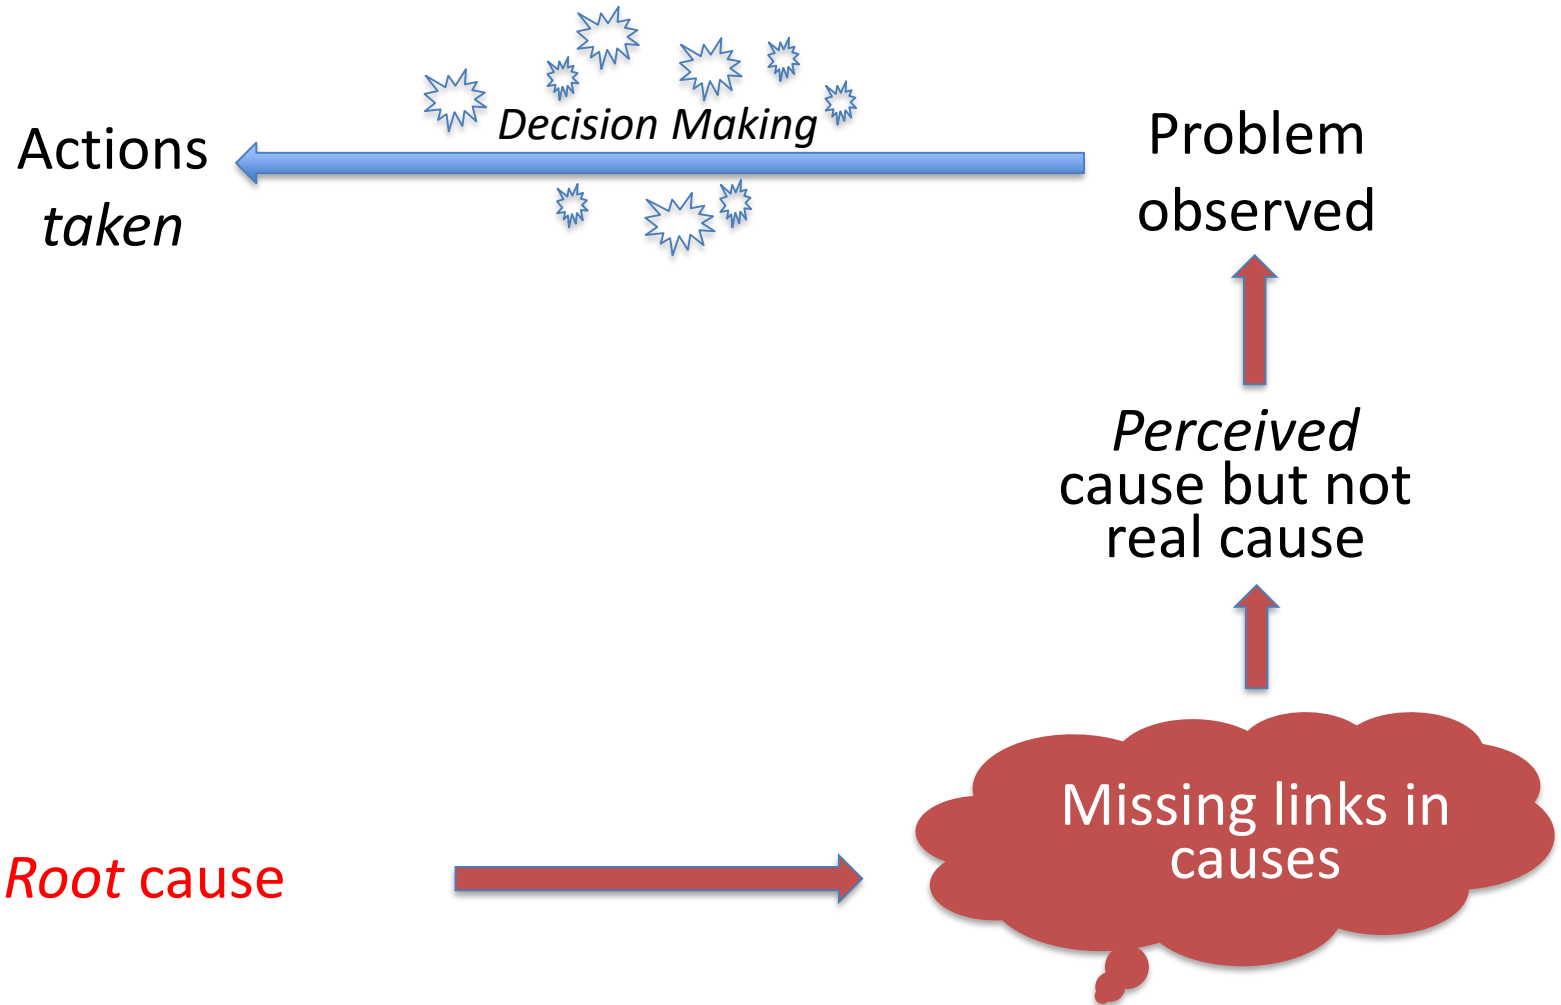 Decision Making
Actions
taken
Problem
observed
Perceived
cause but not
real cause
Missing links in
causes
Root cause